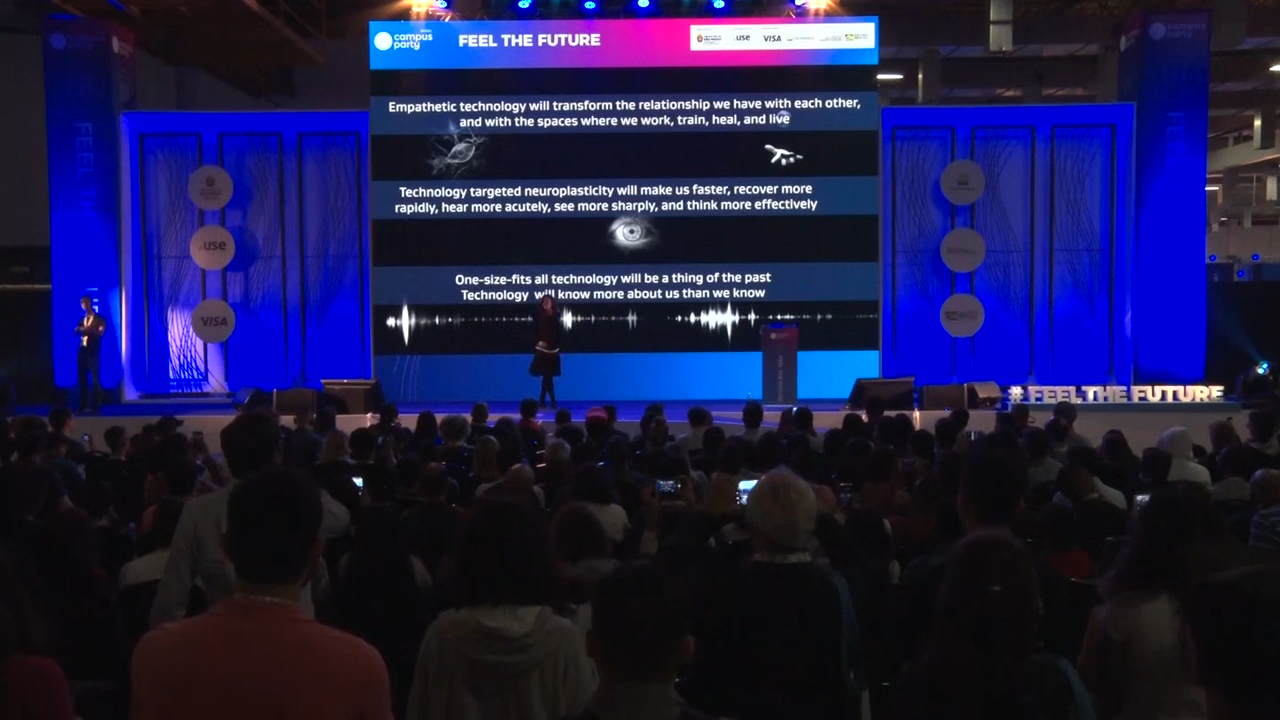 campus
party
FEEL THE FUTURE
.use
VISA
Empathetic technology will transform the relationship we have with each other,
and with the spaces where we work, train, heal, and live
Technology targeted neuroplasticity will make us faster, recover more
rapidly, hear more acutely, see more sharply, and think more effectively
One-size-fits all technology will be a thing of the past
Technology will know more about us than we know
.use
VISA
campus
party
FEEL
# FEEL THE FUTURE